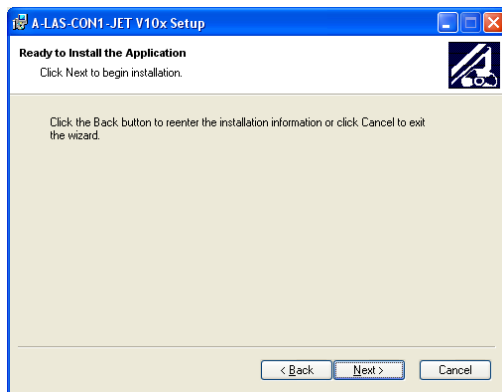 A-LAS-CON1-JET V10x Setup
Ready to Install the Application
Click Next to begin installation.
Click the Back button to reenter the installation information or click Cancel to exit
the wizard.
< Back Next > Cancel